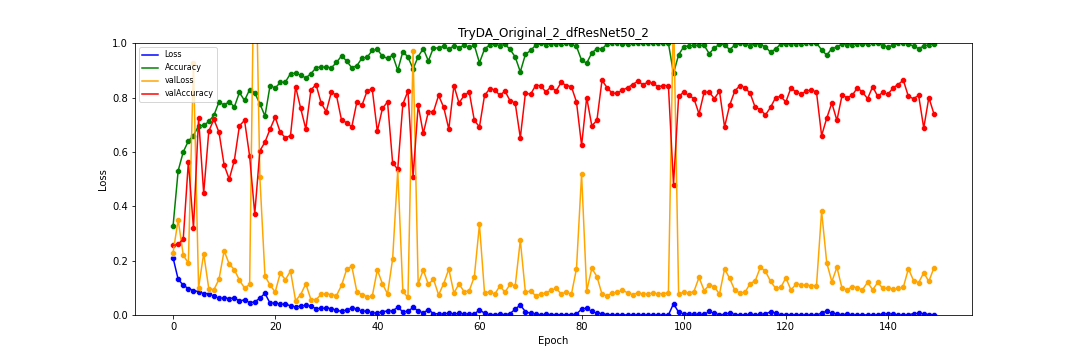 TryDA_Original_2_dfResNet50_2
Loss
Accuracy
valLoss
valAccuracy
1.0
0.8
0.6
0.4
0.2
0.0
Loss
0 20 40 60 80 100 120 140
Epoch